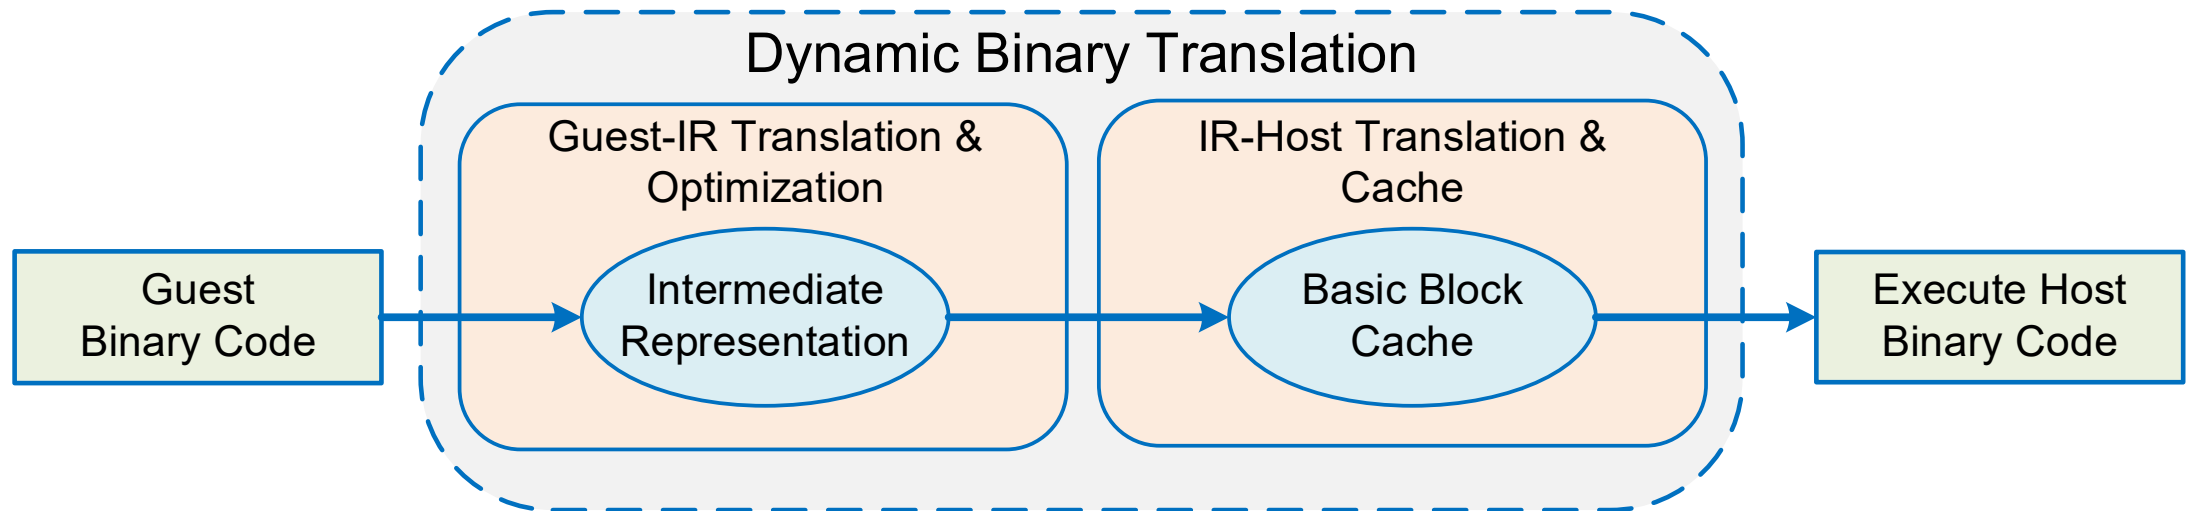 Dynamic Binary Translation
Guest-IR Translation &
Optimization
IR-Host Translation &
Cache
Guest
Binary Code
Intermediate
Representation
Basic Block
Cache
Execute Host
Binary Code